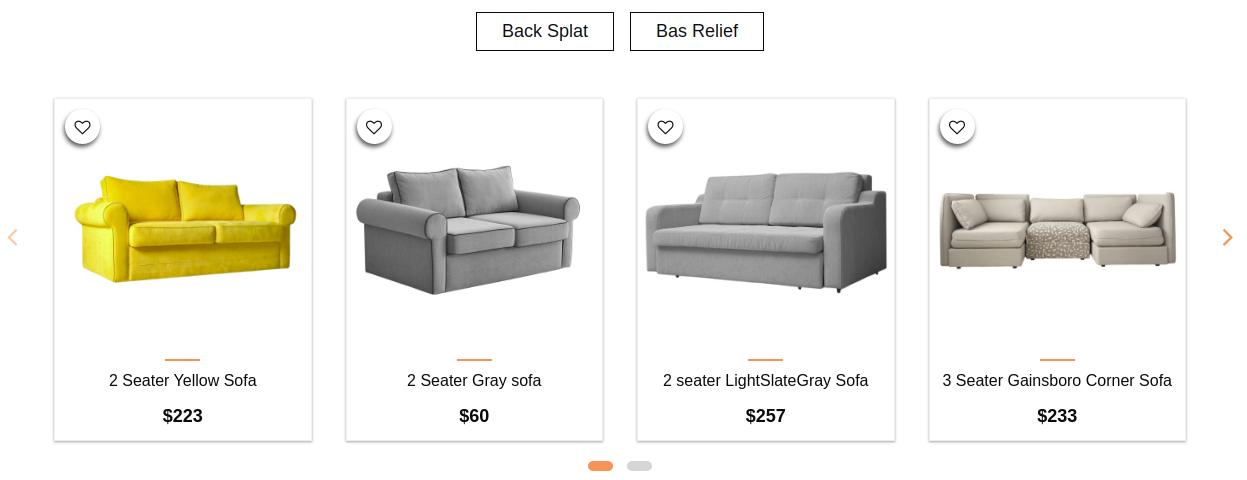 Back Splat
Bas Relief
2 Seater Yellow Sofa
$223
2 Seater Gray sofa
$60
2 seater LightSlateGray Sofa
$257
3 Seater Gainsboro Corner Sofa
$233